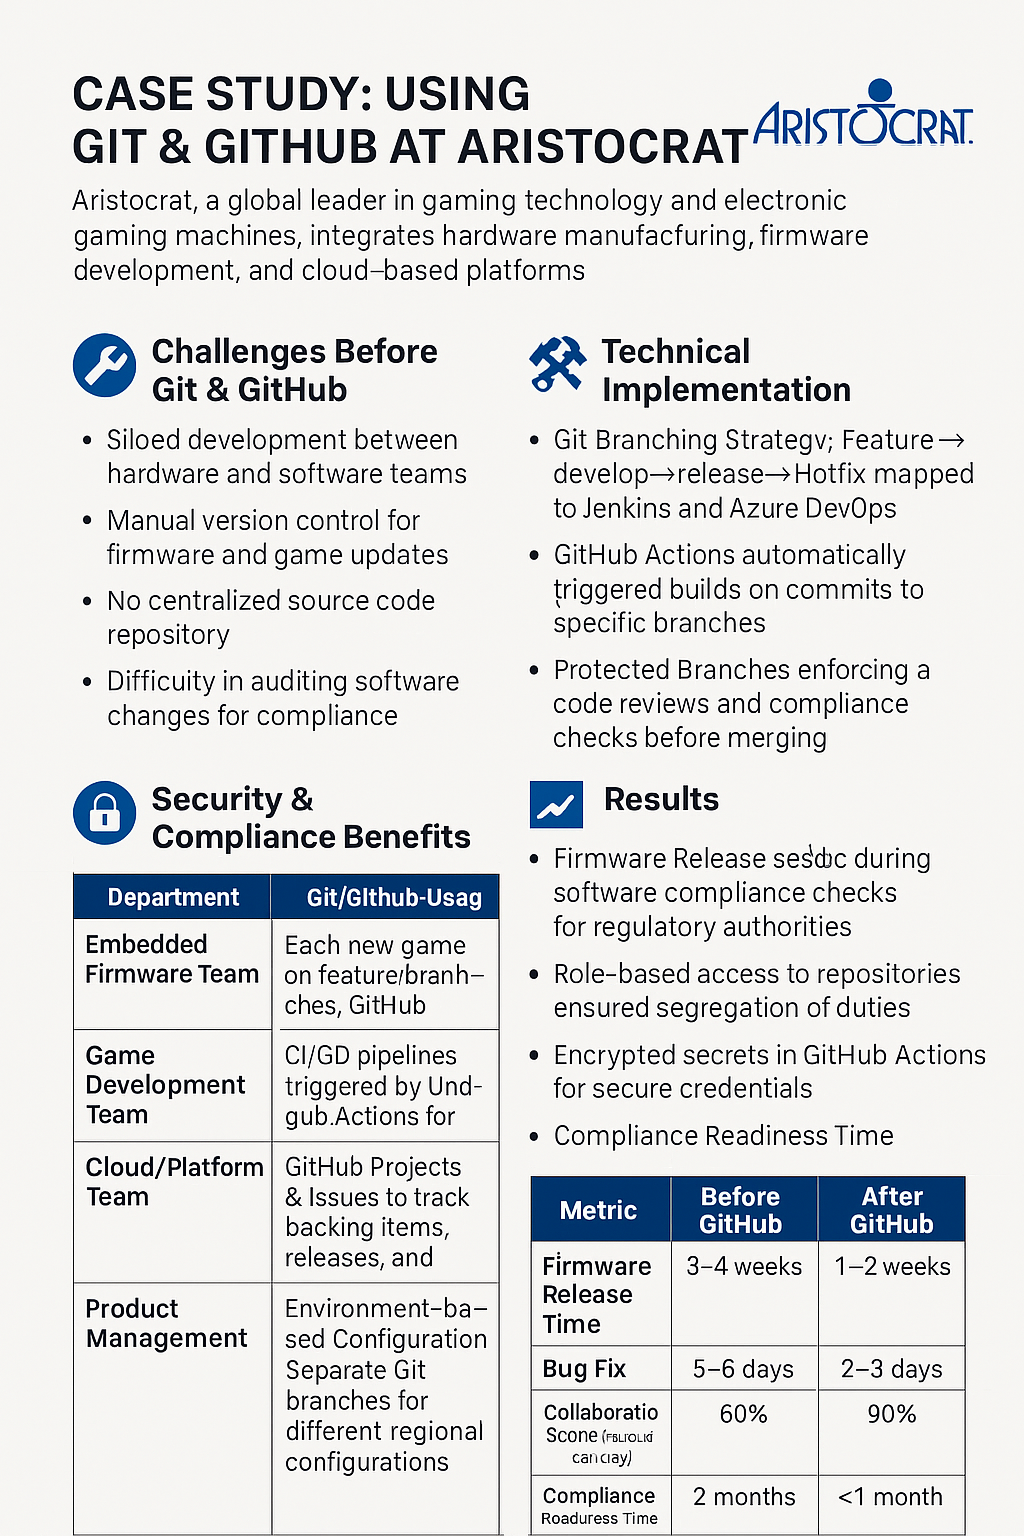 CASE STUDY: USING
GIT & GITHUB AT ARISTOCRAT
ARISTOCRAT.
Aristocrat, a global leader in gaming technology and electronic
gaming machines, integrates hardware manufacfuring, firmware
development, and cloud–based platforms
Challenges Before
Git & GitHub
• Siloed development between
hardware and software teams
• Manual version control for
firmware and game updates
• No centralized source code
repository
• Difficuity in auditing software
changes for compliance
Technical
Implementation
• Git Branching Strategv; Feature→
develop→release→Hotfix mapped
to Jenkins and Azure DevOps
• GitHub Actions automatically
triggered builds on commits to
specific branches
• Protected Branches enforcing a
code reviews and compliance
checks before merging
Security &
Compliance Benefits
Department
Git/GIthub-Usag
Embedded
Firmware Team
Each new game
on feature/branh–
ches, GitHub
Game
Development
Team
CI/GD pipelines
triggered by Und-
gub.Actions for
Cloud/Platform
Team
GitHub Projects
& Issues to track
backing items,
releases, and
Product
Management
Environment–ba–
sed Configuration
Separate Git
branches for
different regional
configurations
Results
• Firmware Release during
software compliance checks
for regulatory authorities
• Role-based access to repositories
ensured segregation of duties
• Encrypted secrets in GitHub Actions
for secure credentials
• Compliance Readiness Time
Metric
Before
GitHub
After
GitHub
Firmware
Release
Time
3–4 weeks
1–2 weeks
Bug Fix
5–6 days
2–3 days
Collaboratio
Scone
60%
90%
Compliance
Roaduress Time
2 months
<1 month